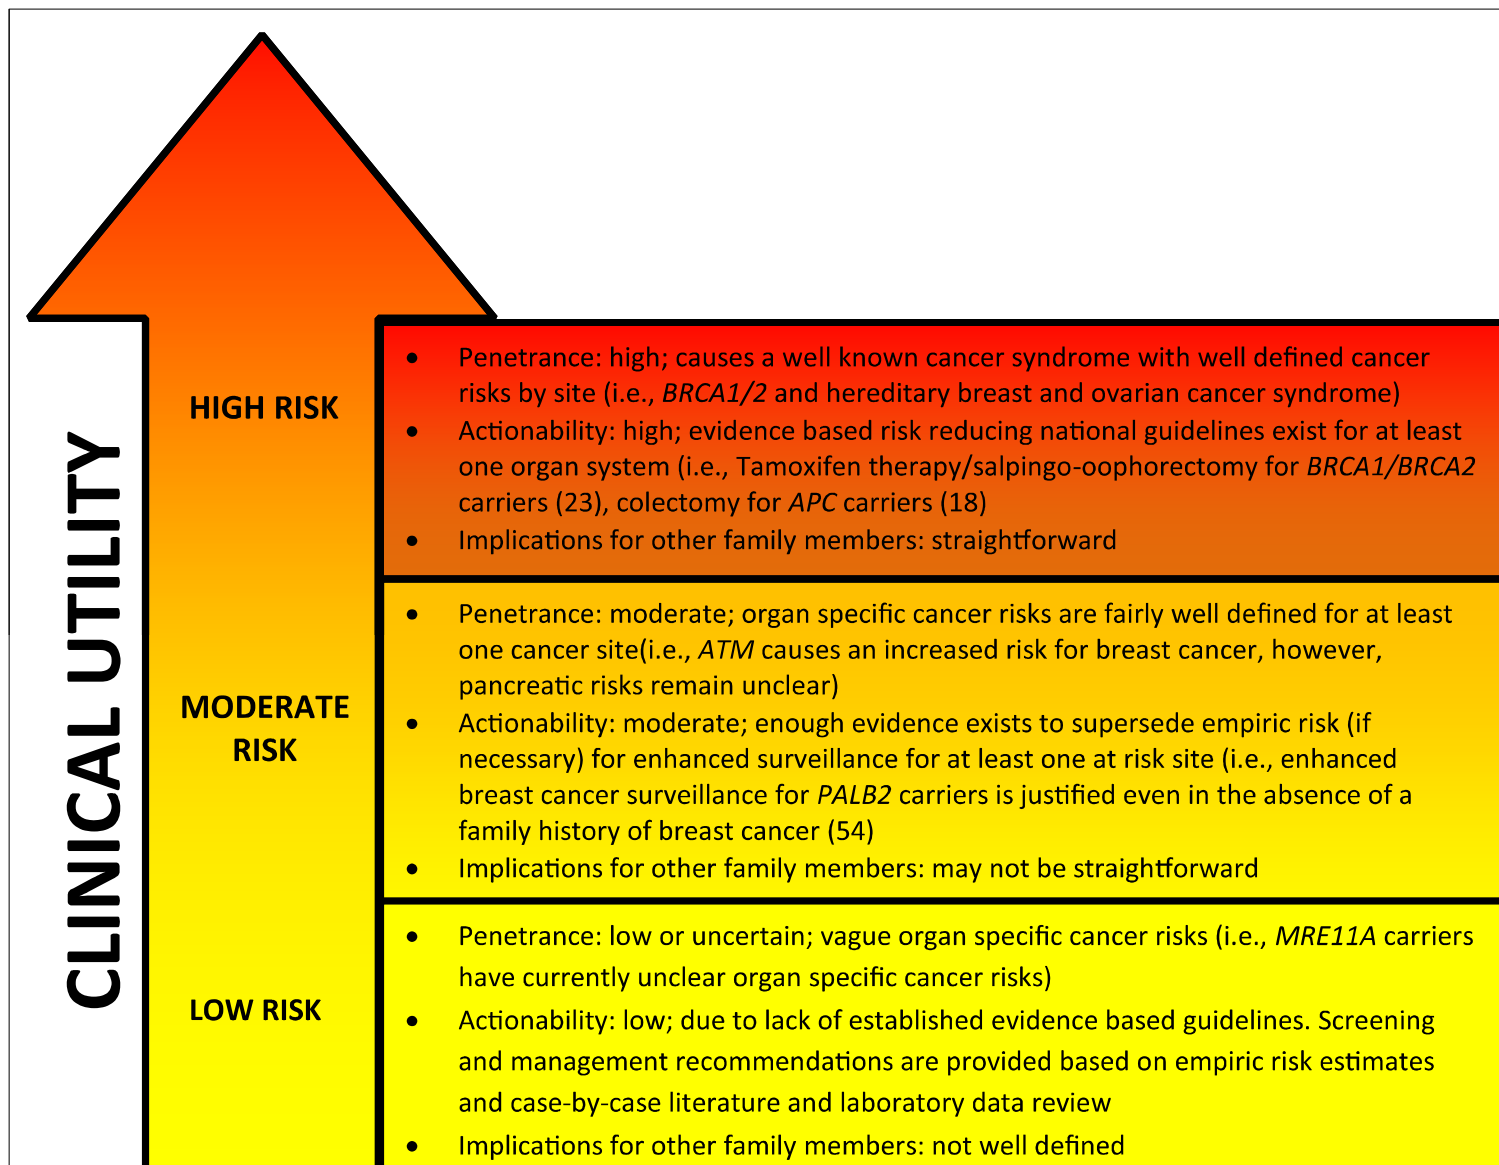 CLINICAL UTILITY
HIGH RISK
• Penetrance: high; causes a well known cancer syndrome with well defined cancer
risks by site (i.e., BRCA1/2 and hereditary breast and ovarian cancer syndrome)
• Actionability: high; evidence based risk reducing national guidelines exist for at least
one organ system (i.e., Tamoxifen therapy/salpingo-oophorectomy for BRCA1/BRCA2
carriers (23), colectomy for APC carriers (18)
• Implications for other family members: straightforward
MODERATE
RISK
• Penetrance: moderate; organ specific cancer risks are fairly well defined for at least
one cancer site(i.e., ATM causes an increased risk for breast cancer, however,
pancreatic risks remain unclear)
• Actionability: moderate; enough evidence exists to supersede empiric risk (if
necessary) for enhanced surveillance for at least one at risk site (i.e., enhanced
breast cancer surveillance for PALB2 carriers is justified even in the absence of a
family history of breast cancer (54)
• Implications for other family members: may not be straightforward
LOW RISK
• Penetrance: low or uncertain; vague organ specific cancer risks (i.e., MRE11A carriers
have currently unclear organ specific cancer risks)
• Actionability: low; due to lack of established evidence based guidelines. Screening
and management recommendations are provided based on empiric risk estimates
and case-by-case literature and laboratory data review
• Implications for other family members: not well defined